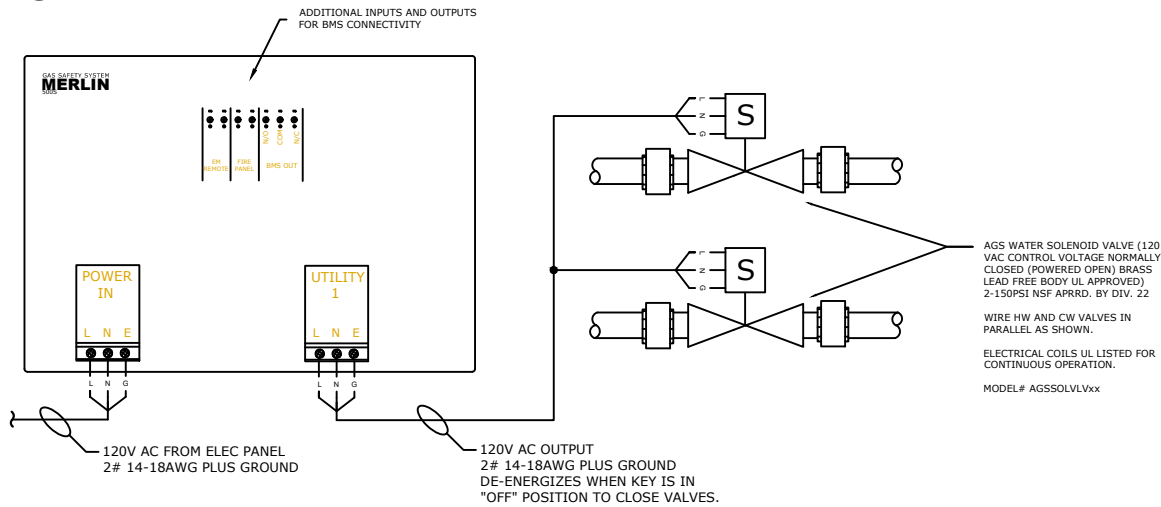 ADDITIONAL INPUTS AND OUTPUTS
FOR BMS CONNECTIVITY
GAS SAFETY SYSTEM
MERLIN
500S
N/O
COM
N/C
EM
REMOTE
FIRE
PANEL
BMS OUT
POWER
IN
L N E
L N G
UTILITY
1
L N E
L N G
L
N
G
S
L
N
G
S
AGS WATER SOLENOID VALVE (120
VAC CONTROL VOLTAGE NORMALLY
CLOSED (POWERED OPEN) BRASS
LEAD FREE BODY UL APPROVED)
2-150PSI NSF APRRD. BY DIV. 22
WIRE HW AND CW VALVES IN
PARALLEL AS SHOWN.
ELECTRICAL COILS UL LISTED FOR
CONTINUOUS OPERATION.
MODEL# AGSSOLVLVxx
120V AC FROM ELEC PANEL
2# 14-18AWG PLUS GROUND
120V AC OUTPUT
2# 14-18AWG PLUS GROUND
DE-ENERGIZES WHEN KEY IS IN
"OFF" POSITION TO CLOSE VALVES.